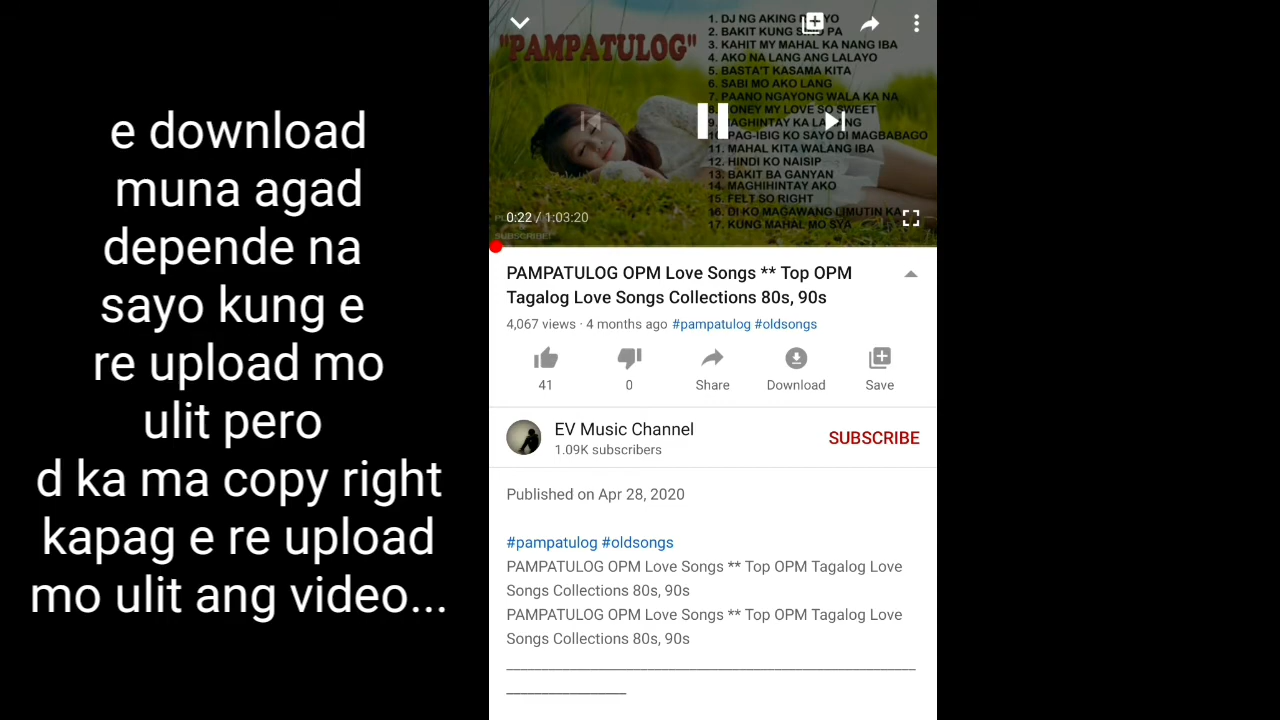 e download
muna agad
depende na
sayo kung e
re upload mo
ulit pero
d ka ma copy right
kapag e re upload
mo ulit ang video...
"PAMPATULOG"
1. DJ NG AKING
2. BAKIT KUNG PA
3. KAHIT MY MAHAL KA NANG IBA
4. AKO NA LANG ANG LALAYO
5. BASTA'T KASAMA KITA
6. SABI MO AKO LANG
7. PAANO NGAYONG WALA KA NA
8. HONEY MY LOVE SO SWEET
9. MAGHINTAY KA
10. PAG-IBIG KO SAYO DI MAGBABAGO
11. MAHAL KITA WALANG IBA
12. HINDI KO NAISIP
13. BAKIT BA GANYAN
14. MAGHIHINTAY AKO
15. FELT SO RIGHT
16. DI KO MAGAWANG LIMUTIN KA
17. KUNG MAHAL MO SYA
0:22 / 1:03:20
SUBSCRIBE!
PAMPATULOG OPM Love Songs ** Top OPM
Tagalog Love Songs Collections 80s, 90s
4,067 views · 4 months ago #pampatulog #oldsongs
41 0 Share Download Save
EV Music Channel
1.09K subscribers
SUBSCRIBE
Published on Apr 28, 2020
#pampatulog #oldsongs
PAMPATULOG OPM Love Songs ** Top OPM Tagalog Love
Songs Collections 80s, 90s
PAMPATULOG OPM Love Songs ** Top OPM Tagalog Love
Songs Collections 80s, 90s